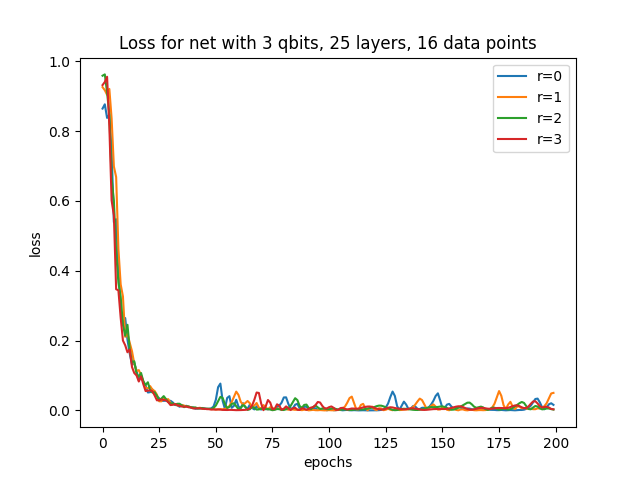 Loss for net with 3 qbits, 25 layers, 16 data points
1.0
0.8
0.6
0.4
0.2
0.0
loss
r=0
r=1
r=2
r=3
0 25 50 75 100 125 150 175 200
epochs